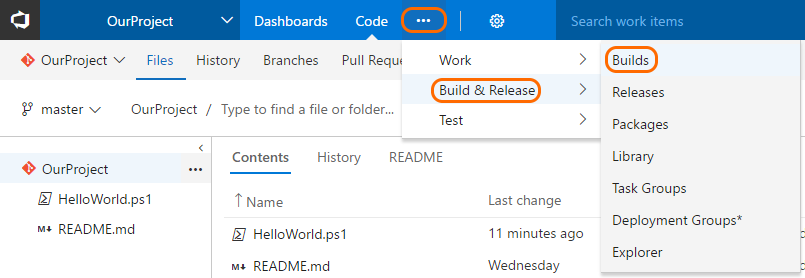 OurProject Dashboards Code ••• Search work items
OurProject Files History Branches Pull Reque
Work
Build & Release
Test
Builds
Releases
Packages
Library
Task Groups
Deployment Groups*
Explorer
master OurProject / Type to find a file or folder...
OurProject •••
HelloWorld.ps1
README.md
Contents History README
Name Last change
HelloWorld.ps1 11 minutes ago
README.md Wednesday